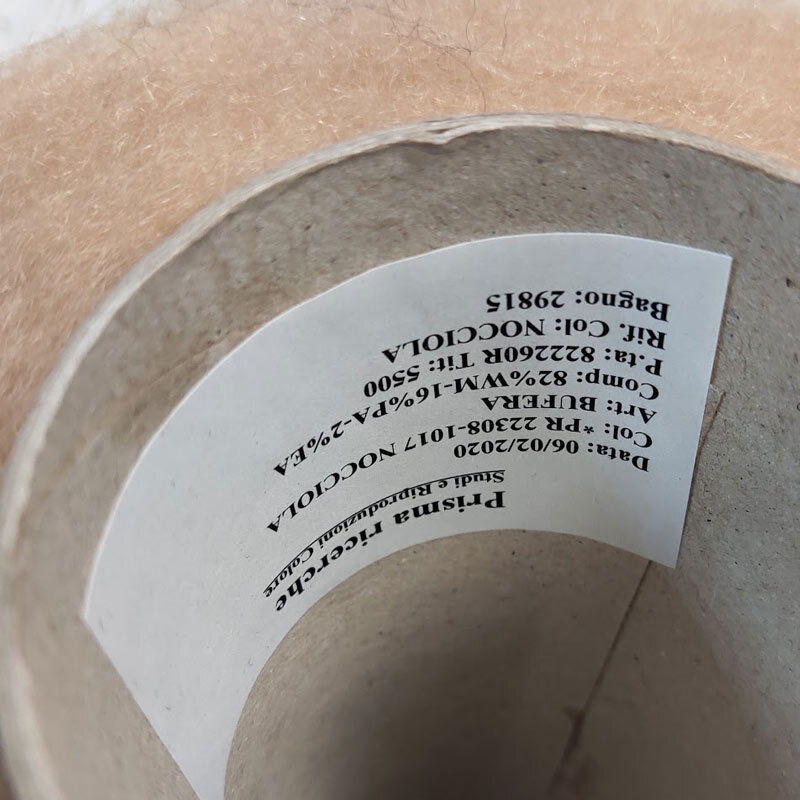 Prisma ricerche
Studi e Riproduzioni Colore
Data: 06/02/2020
Col: *PR 22308-1017 NOCCIOLA
Art: BUFERA
Comp: 82%WM-16%PA-2%EA
P.ta: 822260R Tit: 5500
Rif. Col: NOCCIOLA
Bagno: 29815